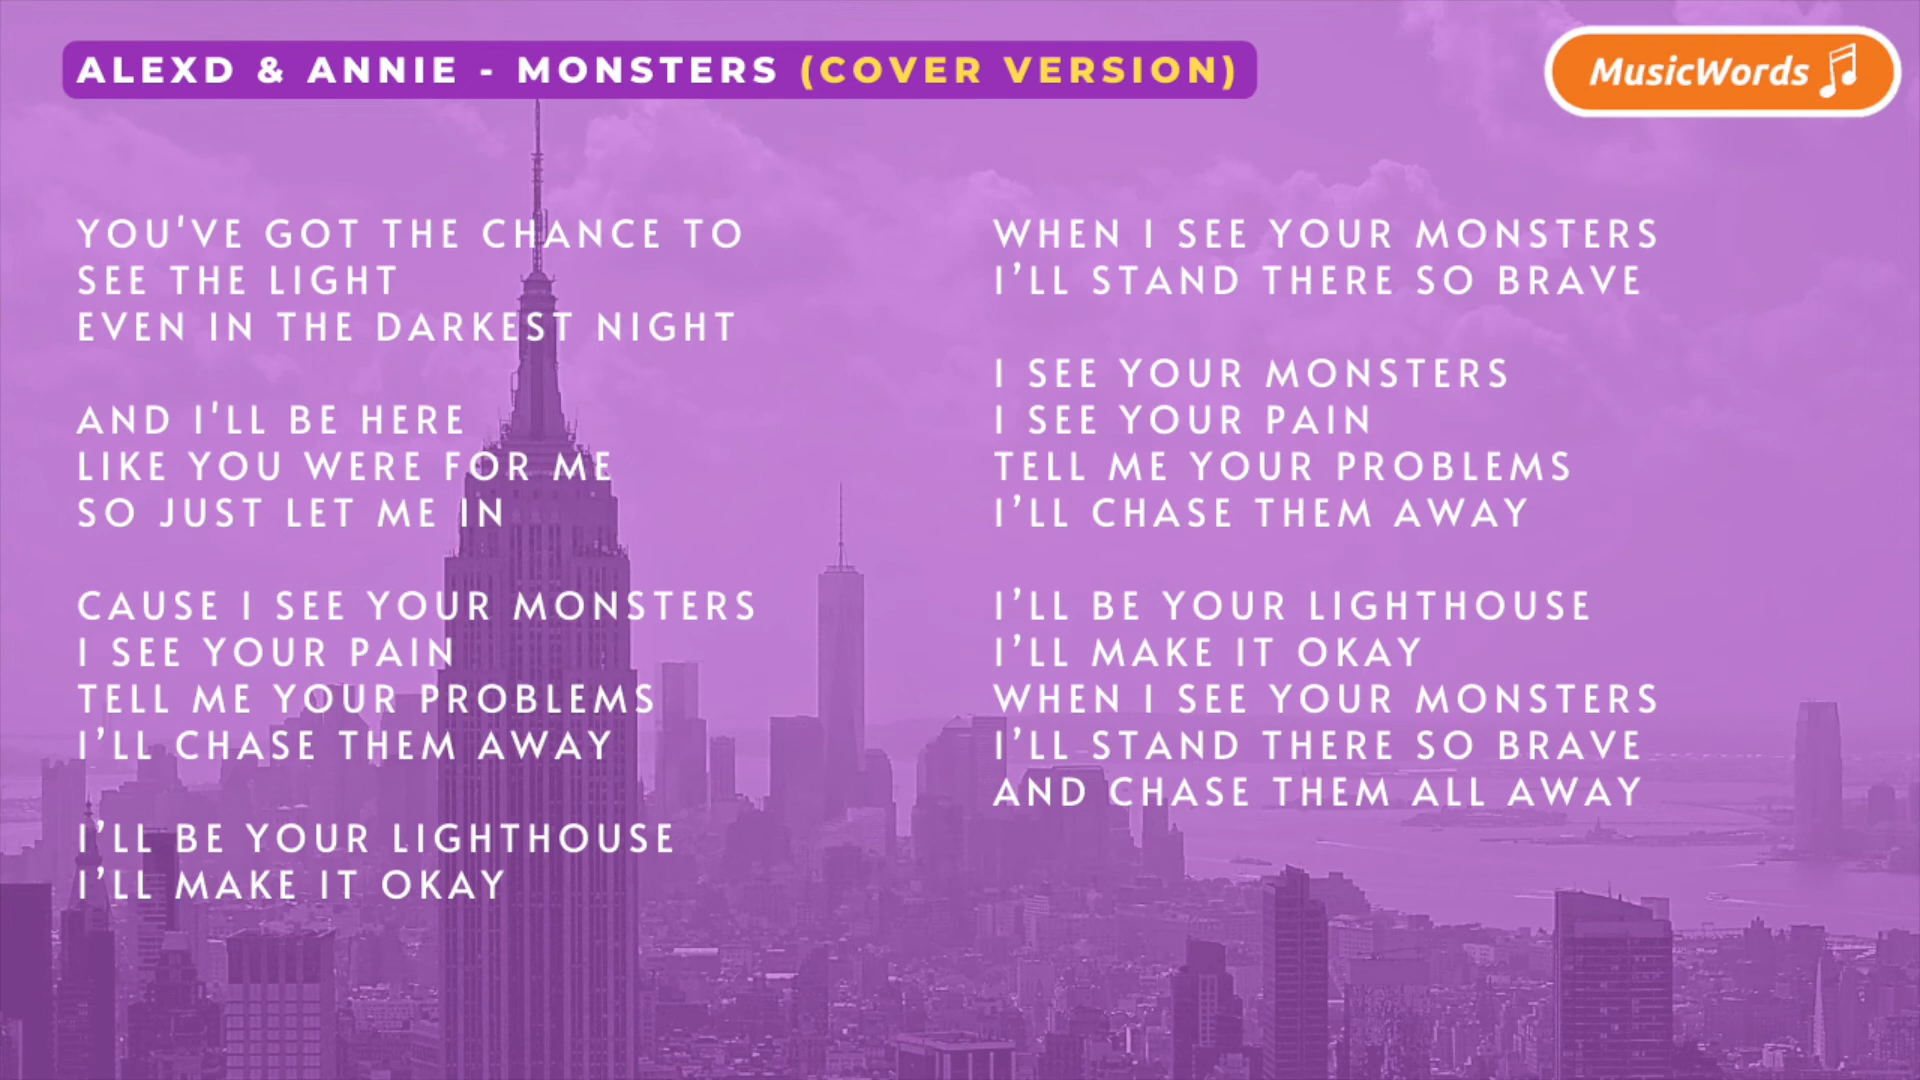 ALEXD & ANNIE - MONSTERS (COVER VERSION)
MusicWords
YOU'VE GOT THE CHANCE TO
SEE THE LIGHT
EVEN IN THE DARKEST NIGHT
AND I'LL BE HERE
LIKE YOU WERE FOR ME
SO JUST LET ME IN
CAUSE I SEE YOUR MONSTERS
I SEE YOUR PAIN
TELL ME YOUR PROBLEMS
I’LL CHASE THEM AWAY
I’LL BE YOUR LIGHTHOUSE
I’LL MAKE IT OKAY
WHEN I SEE YOUR MONSTERS
I’LL STAND THERE SO BRAVE
I SEE YOUR MONSTERS
I SEE YOUR PAIN
TELL ME YOUR PROBLEMS
I’LL CHASE THEM AWAY
I’LL BE YOUR LIGHTHOUSE
I’LL MAKE IT OKAY
WHEN I SEE YOUR MONSTERS
I’LL STAND THERE SO BRAVE
AND CHASE THEM ALL AWAY